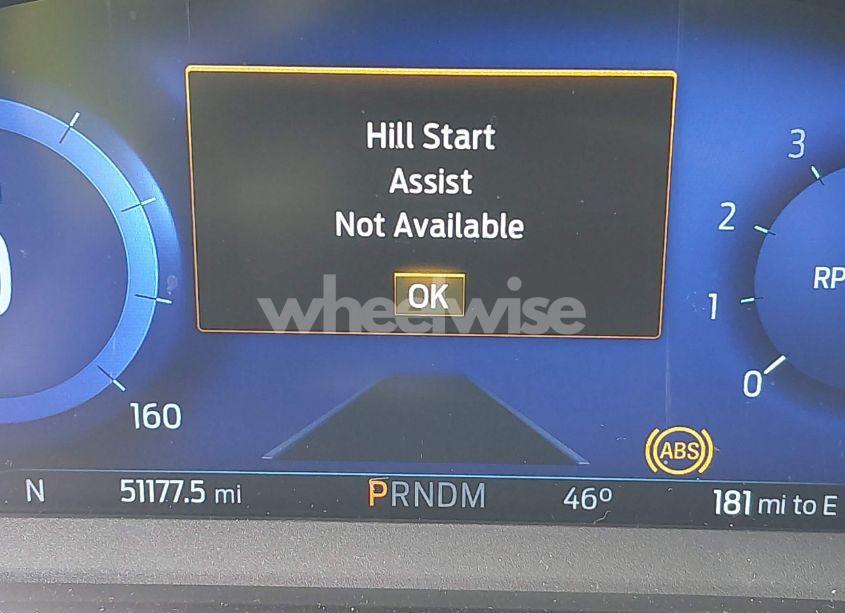 Hill Start
Assist
Not Available
OK
wheelwise
3
2
1
0
RP
160
ABS
N
51177.5 mi
PRNDM
46º
181 mi to E